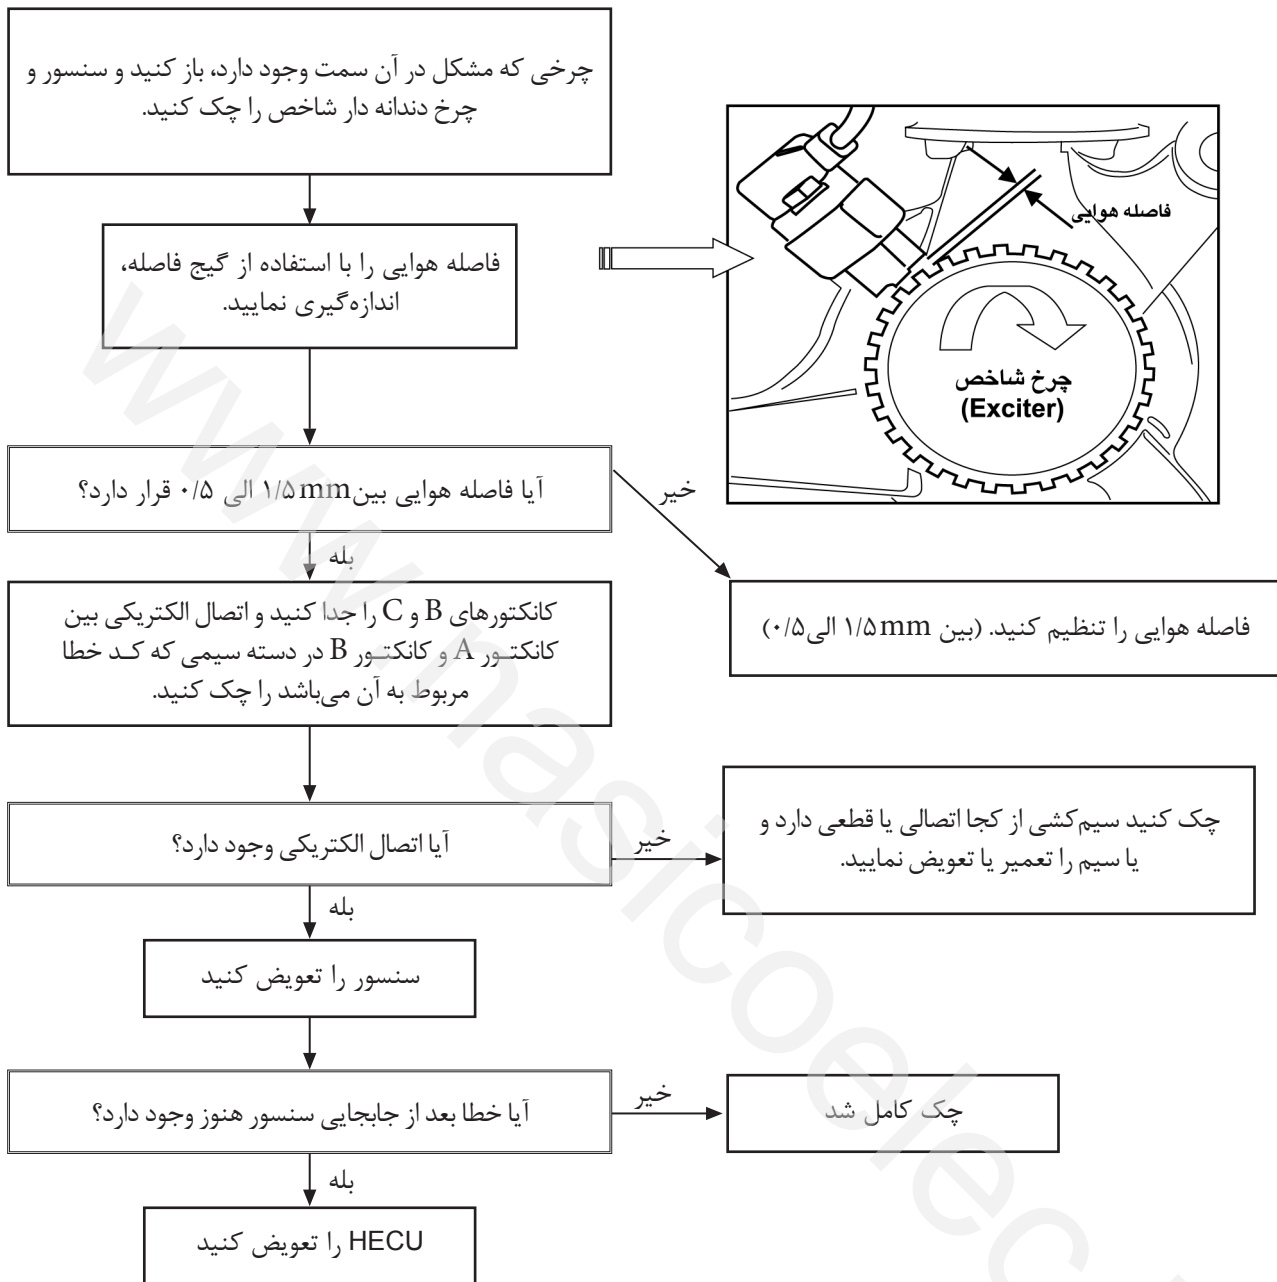 چرخی که مشکل در آن سمت وجود دارد، باز کنید و سنسور و
چرخ دندانه دار شاخص را چک کنید.
فاصله هوایی را با استفاده از گیج فاصله،
اندازه‌گیری نمایید.
فاصله هوایی
چرخ شاخص
(Exciter)
آیا فاصله هوایی بین ۱/۵mm الی ۰/۵ قرار دارد؟
خیر
بله
فاصله هوایی را تنظیم کنید. (بین ۱/۵mm الی ۰/۵)
کانکتورهای B و C را جدا کنید و اتصال الکتریکی بین
کانکتور A و کانکتور B در دسته سیمی که کد خطا
مربوط به آن می‌باشد را چک کنید.
آیا اتصال الکتریکی وجود دارد؟
خیر
چک کنید سیم‌کشی از کجا اتصالی یا قطعی دارد و
یا سیم را تعمیر یا تعویض نمایید.
بله
سنسور را تعویض کنید
آیا خطا بعد از جابجایی سنسور هنوز وجود دارد؟
خیر
چک کامل شد
بله
HECU را تعویض کنید
www.nasicoelec